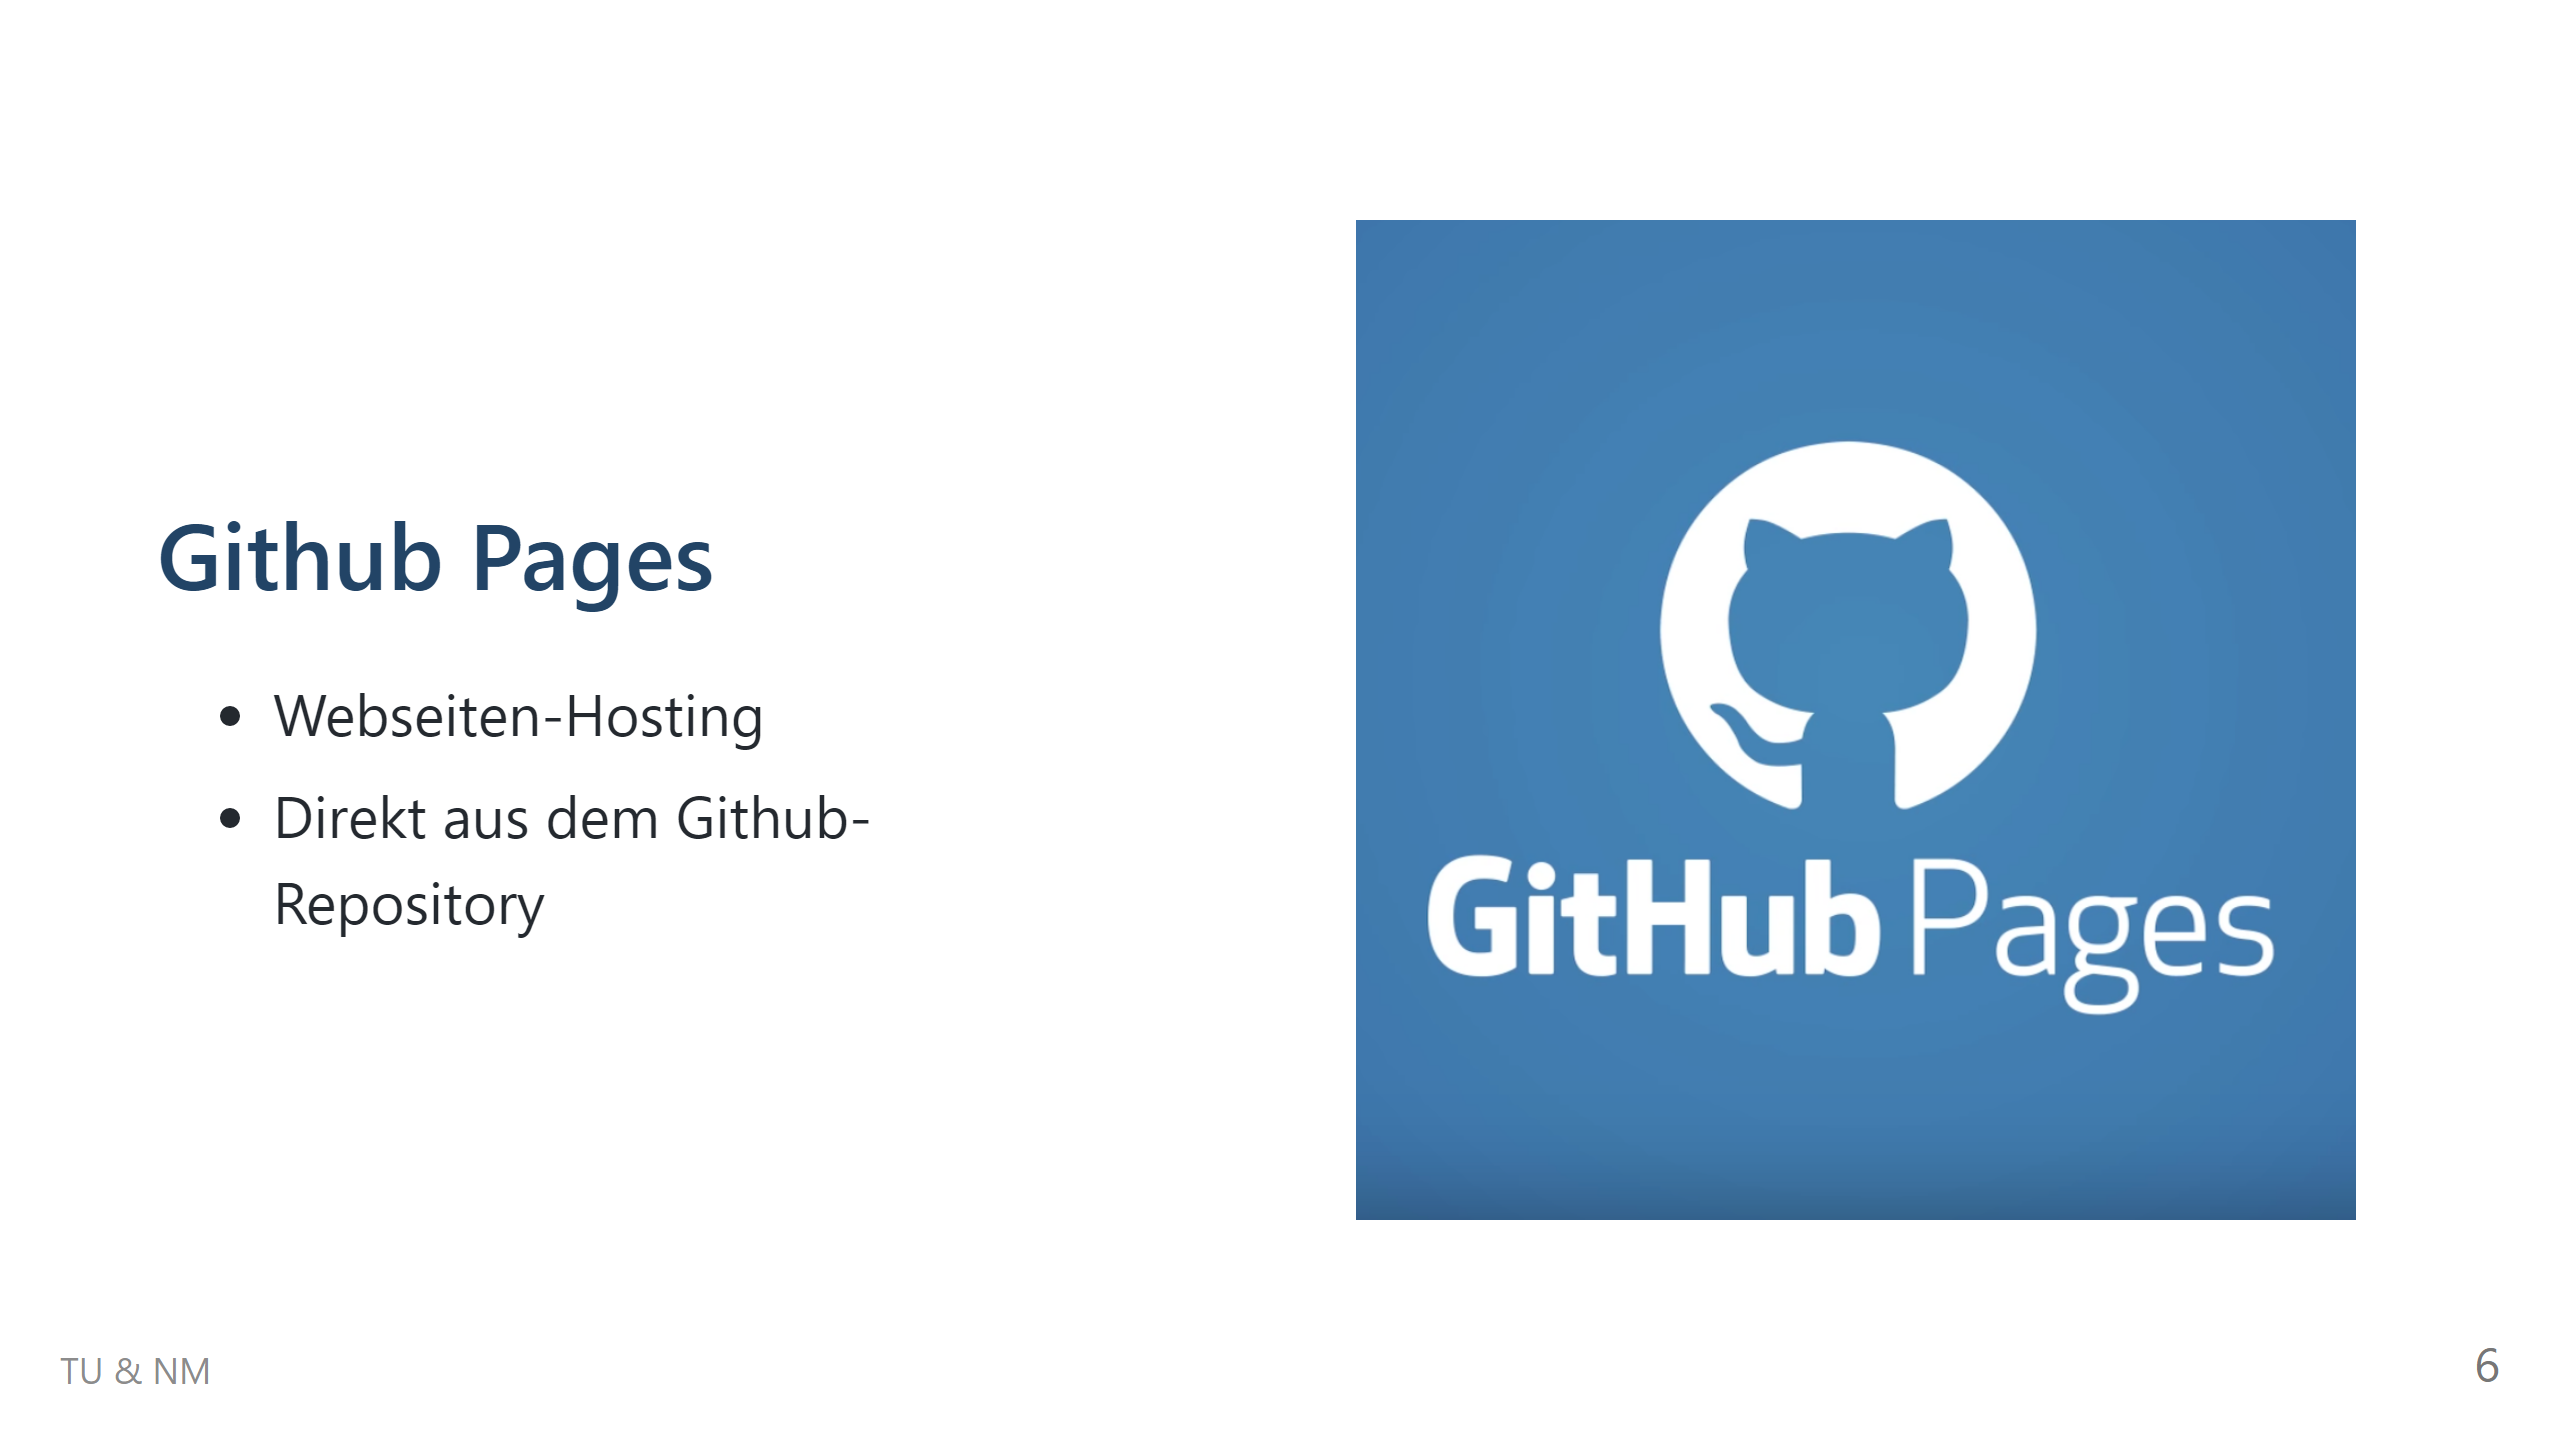 Github Pages
• Webseiten-Hosting
• Direkt aus dem Github-
Repository
GitHub Pages
TU & NM
6